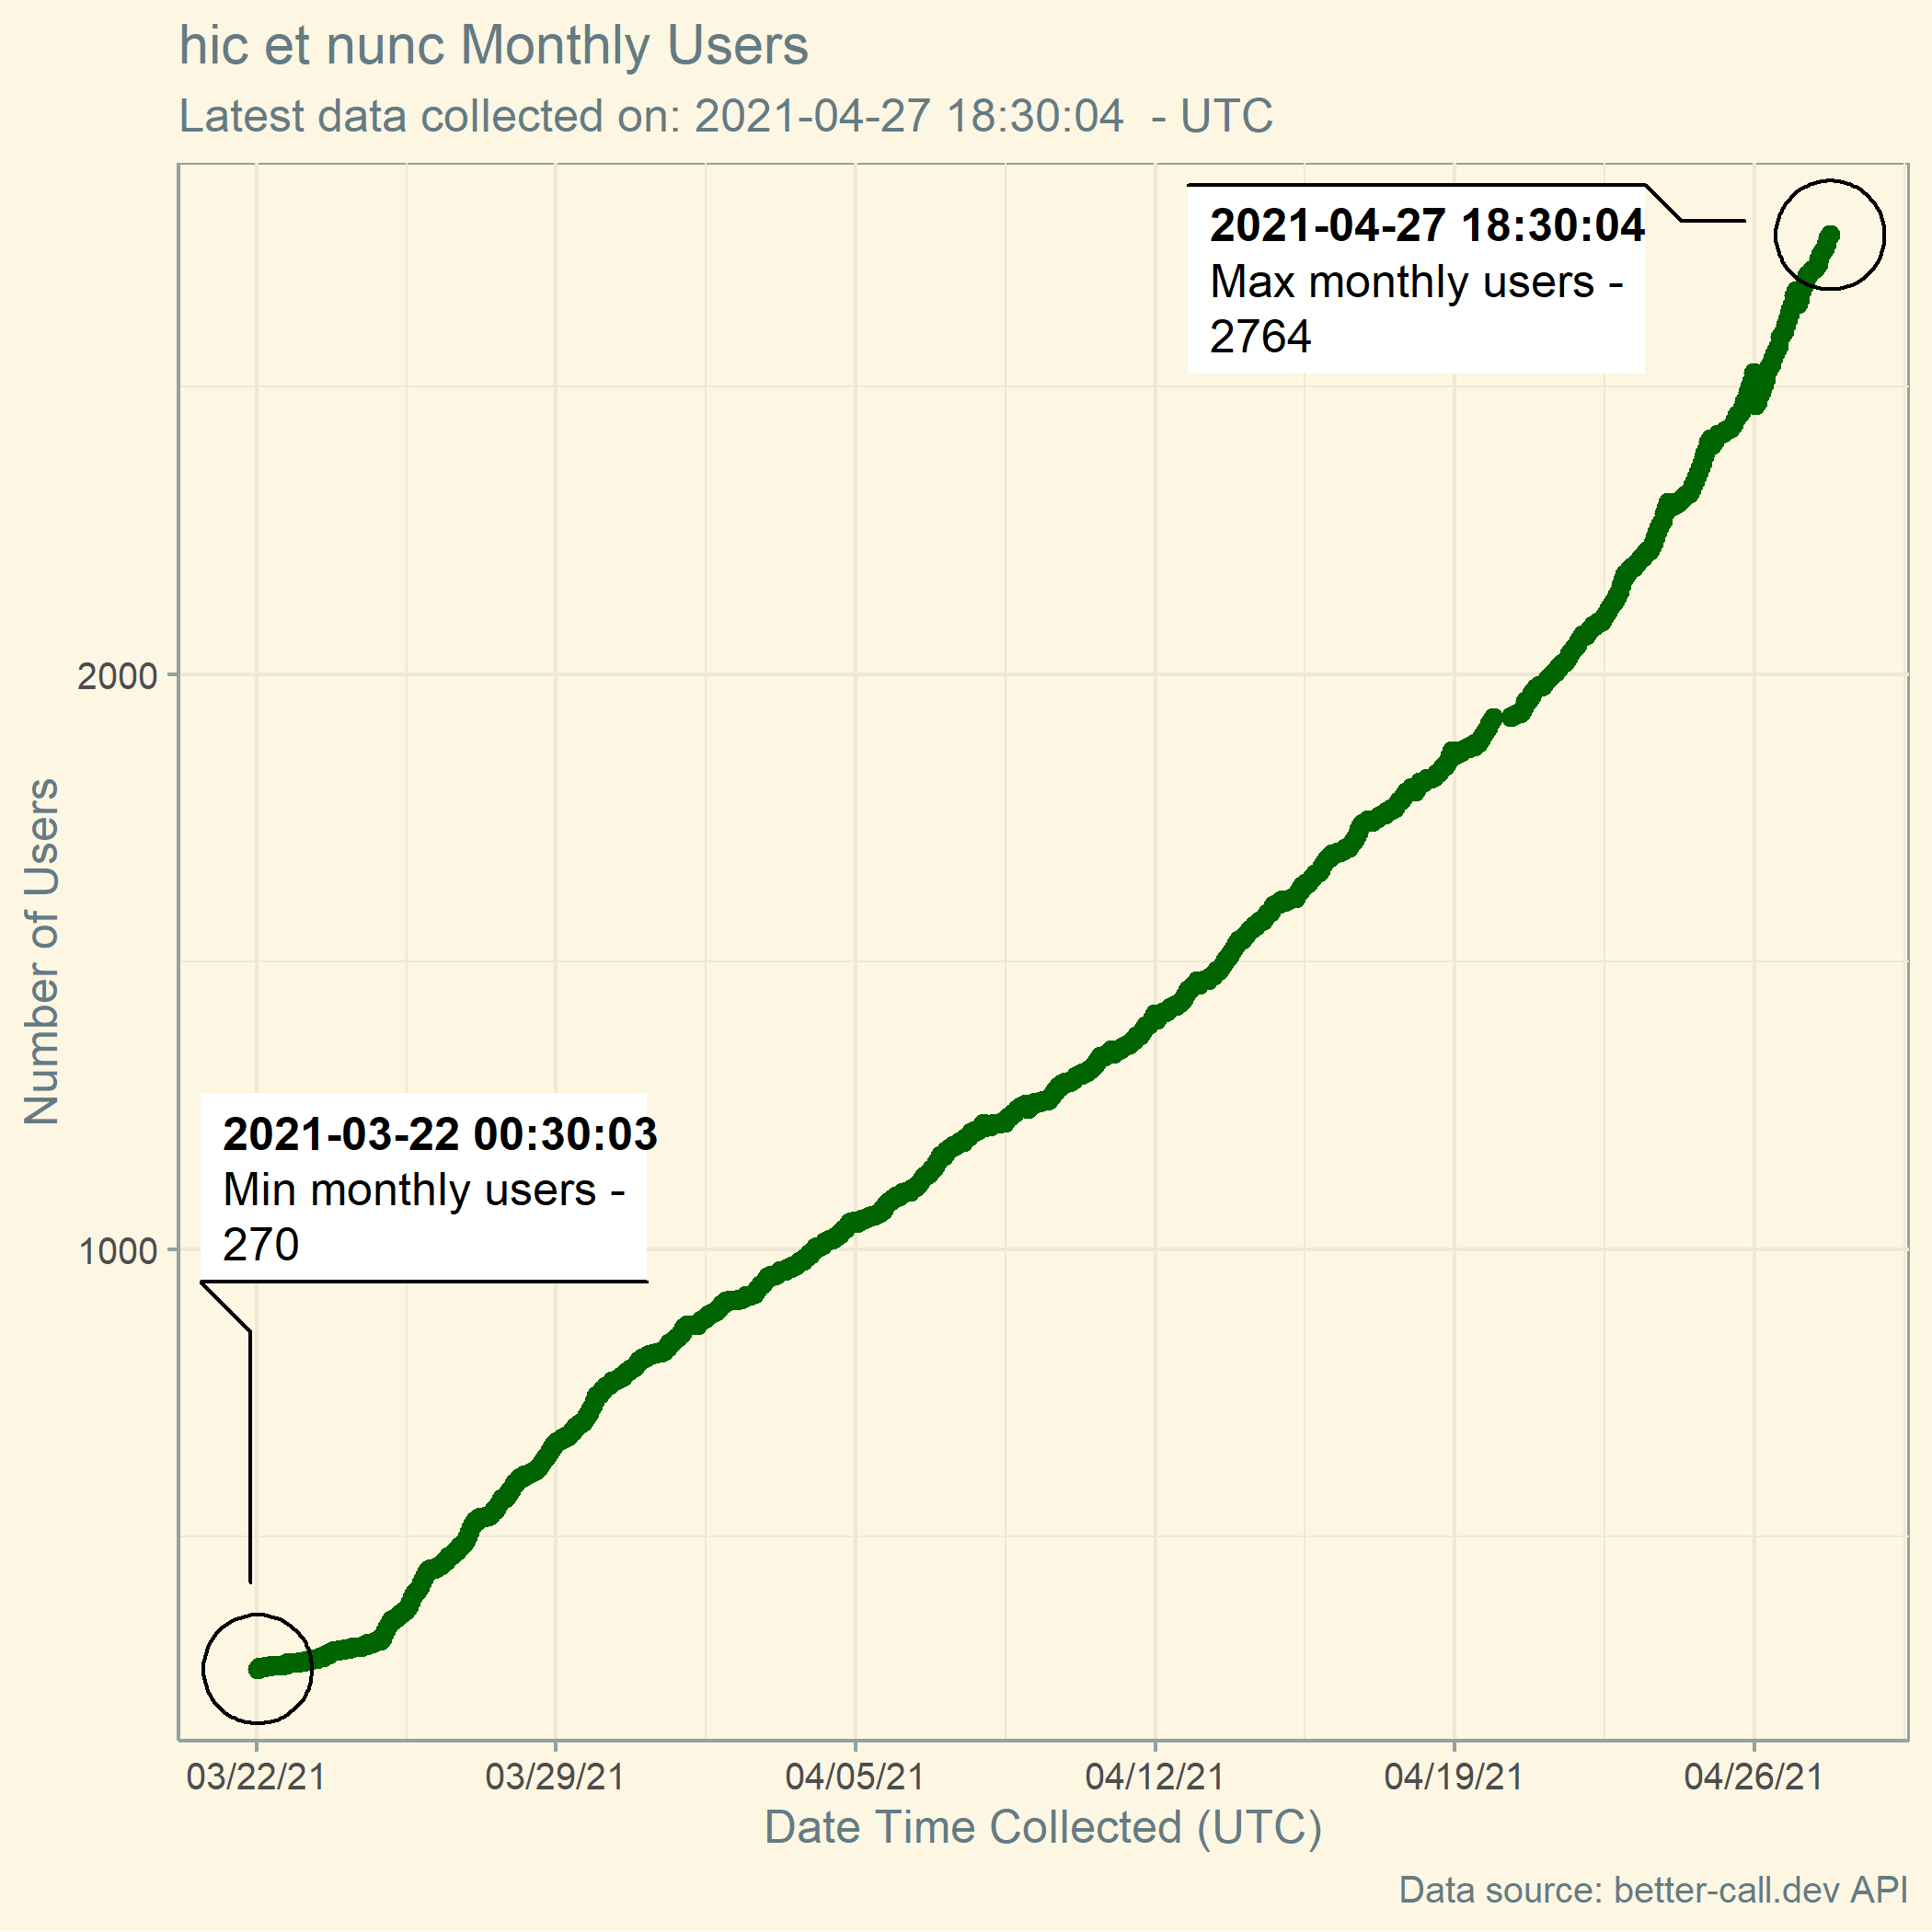 hic et nunc Monthly Users
Latest data collected on: 2021-04-27 18:30:04  - UTC
2021-04-27 18:30:04
Max monthly users -
2764
2000
Number of Users
2021-03-22 00:30:03
Min monthly users -
270
1000
03/22/21 03/29/21 04/05/21 04/12/21 04/19/21 04/26/21
Date Time Collected (UTC)
Data source: better-call.dev API